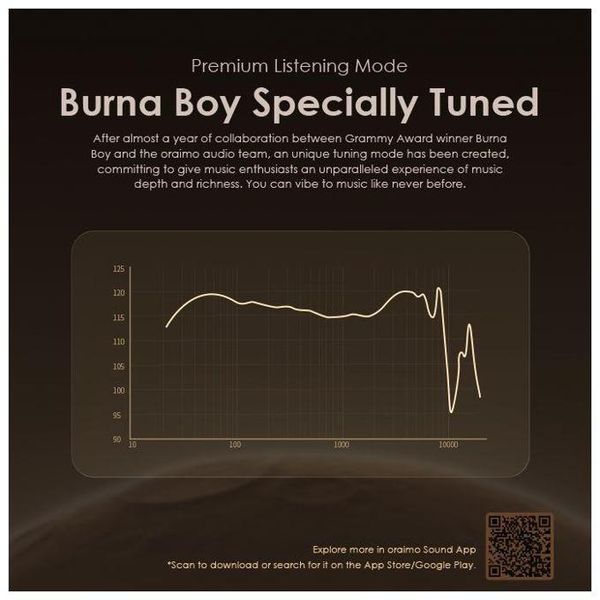 Premium Listening Mode
Burna Boy Specially Tuned
After almost a year of collaboration between Grammy Award winner Burna
Boy and the oraimo audio team, an unique tuning mode has been created,
committing to give music enthusiasts an unparalleled experience of music
depth and richness. You can vibe to music like never before.
125
120
115
110
105
100
95
90
10 100 1000 10000
Explore more in oraimo Sound App
*Scan to download or search for it on the App Store/Google Play.